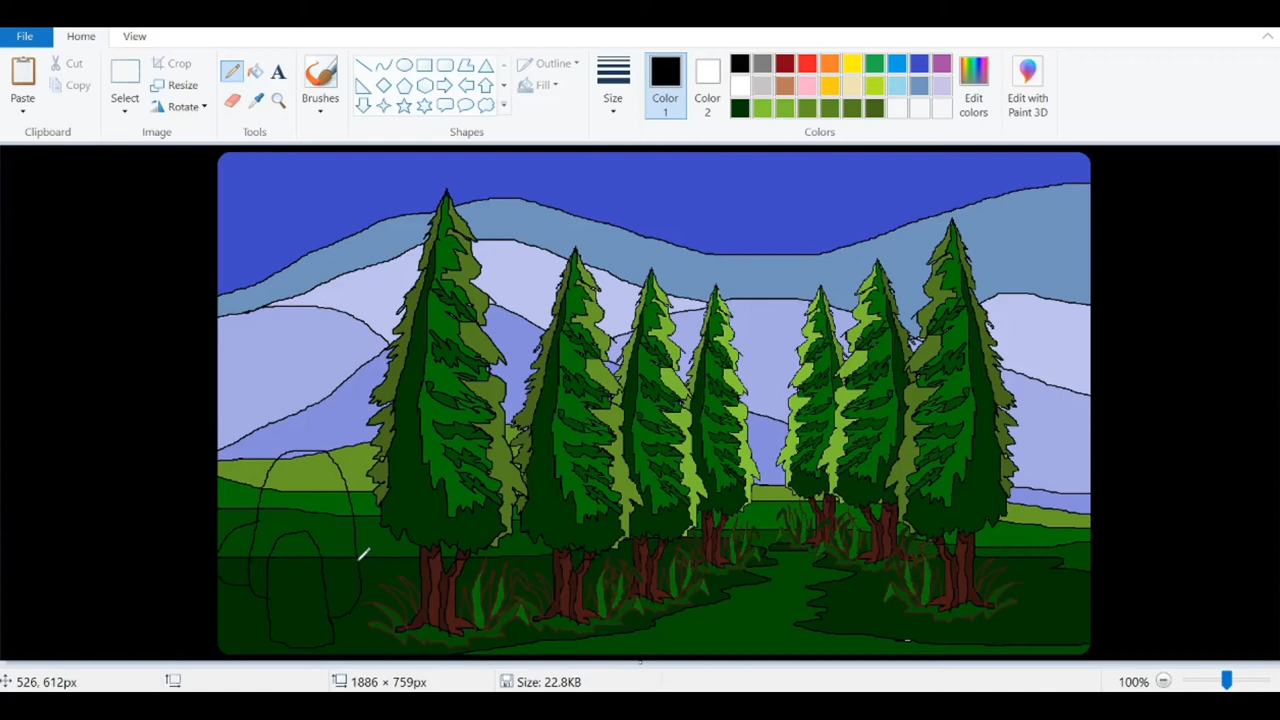 File Home View
Paste Cut Copy
Clipboard
Select Crop Resize Rotate
Image
A
Tools
Brushes
Outline Fill
Shapes
Size
Color 1
Color 2
Edit colors
Edit with Paint 3D
Colors
526, 612px 1886 × 759px Size: 22.8KB 100%